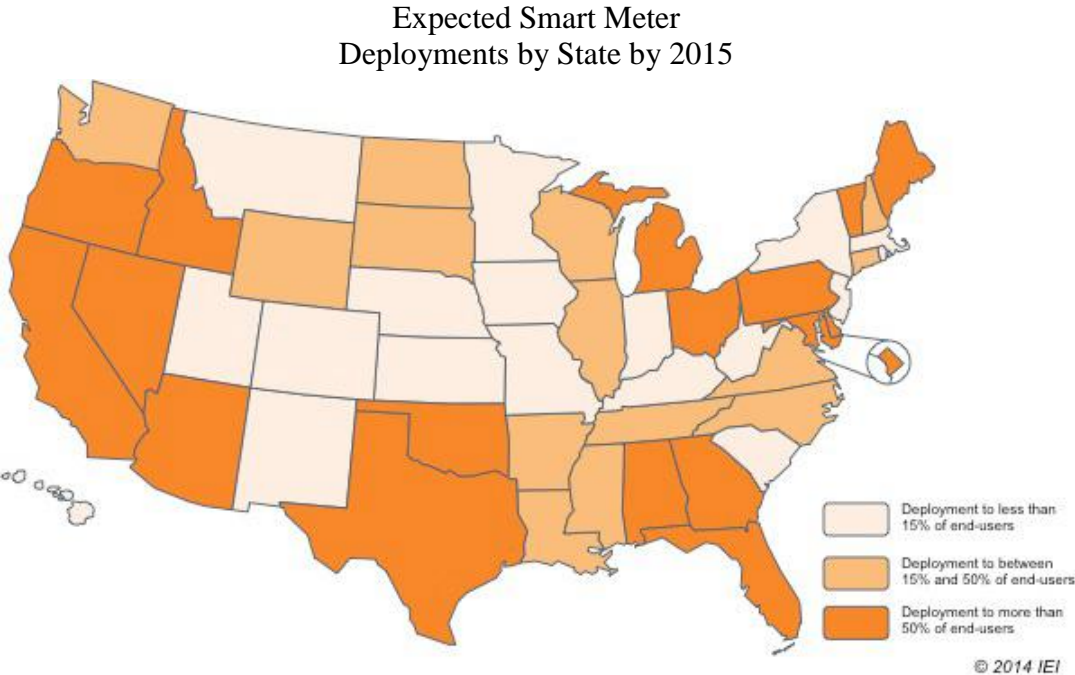 Expected Smart Meter
Deployments by State by 2015
Deployment to less than
15% of end-users
Deployment to between
15% and 50% of end-users
Deployment to more than
50% of end-users
© 2014 IEI